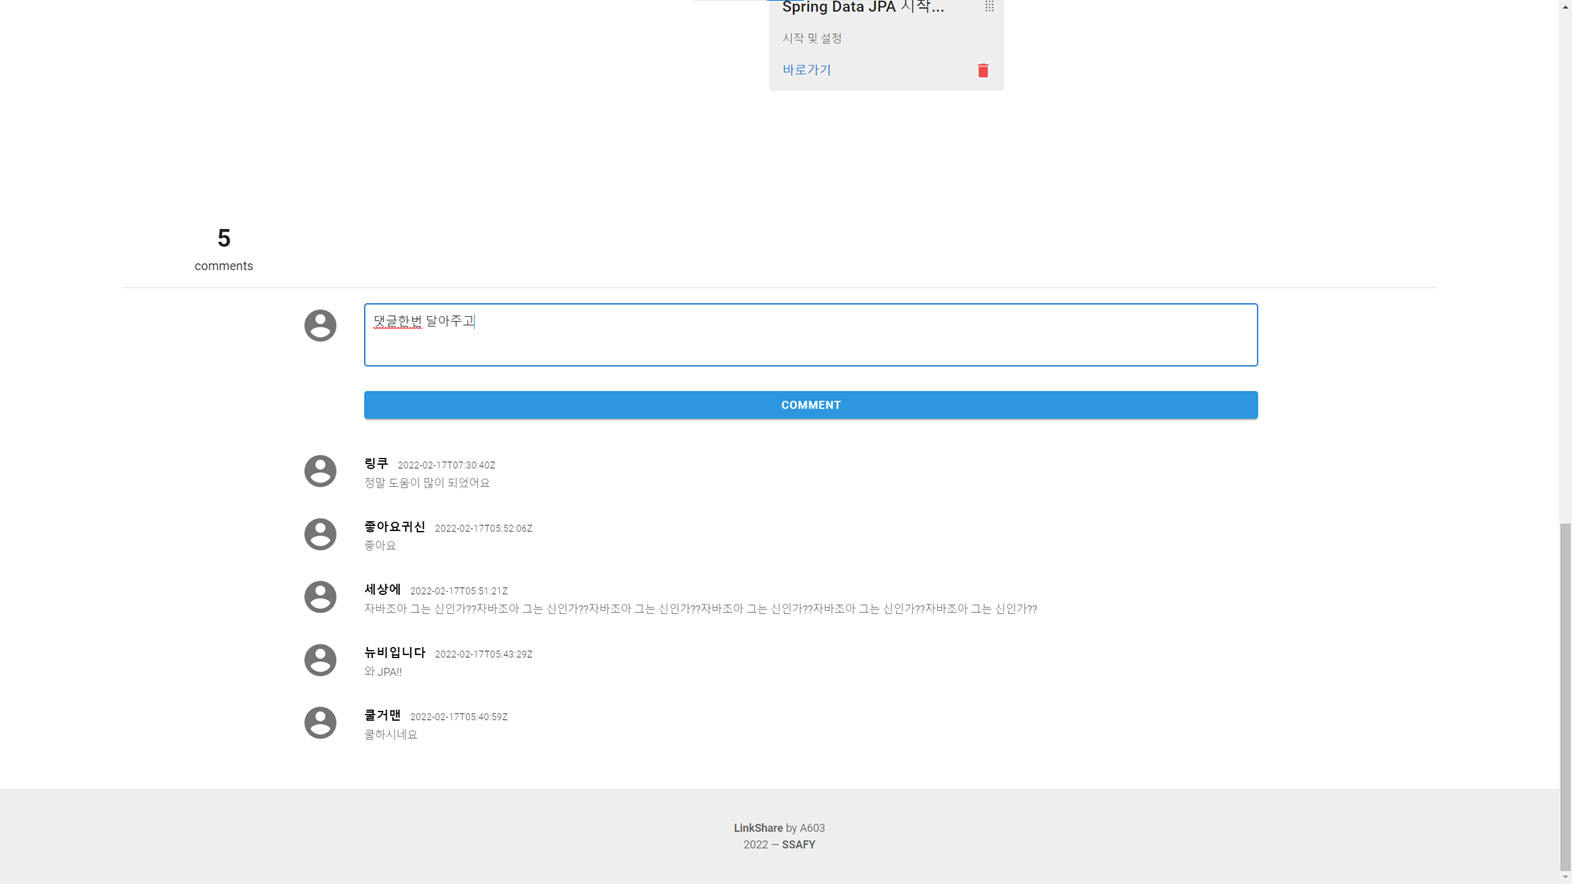 Spring Data JPA 시작...
시작 및 설정
바로가기
5
comments
댓글한번 달아주고
COMMENT
링쿠 2022-02-17T07:30:40Z
정말 도움이 많이 되었어요
좋아요귀신 2022-02-17T05:52:06Z
좋아요
세상에 2022-02-17T05:51:21Z
자바조아 그는 신인가??자바조아 그는 신인가??자바조아 그는 신인가??자바조아 그는 신인가??자바조아 그는 신인가??자바조아 그는 신인가??
뉴비입니다 2022-02-17T05:43:29Z
와 JPA!!
쿨거맨 2022-02-17T05:40:59Z
쿨하시네요
LinkShare by A603
2022 — SSAFY